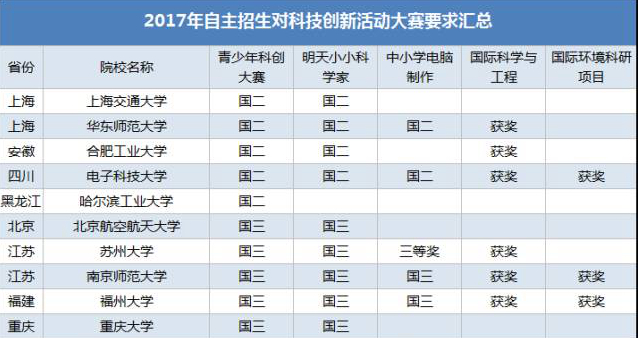 2017年自主招生对科技创新活动大赛要求汇总
省份 院校名称 青少年科创大赛 明天小小科学家 中小学电脑制作 国际科学与工程 国际环境科研项目
上海 上海交通大学 国二 国二
上海 华东师范大学 国二 国二 国二 获奖
安徽 合肥工业大学 国二 国二 获奖
四川 电子科技大学 国二 国二 国二 获奖 获奖
黑龙江 哈尔滨工业大学 国二
北京 北京航空航天大学 国三 国三
江苏 苏州大学 国三 国三 三等奖 获奖
江苏 南京师范大学 国三 国三 国三 获奖 获奖
福建 福州大学 国三 国三 国三 获奖 获奖
重庆 重庆大学 国三 国三